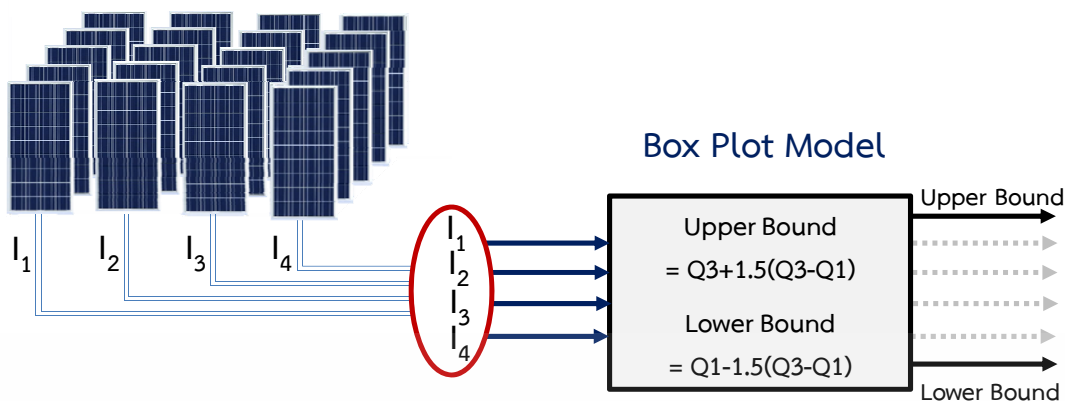 Box Plot Model
Upper Bound
I1
I2
I3
I4
I1
I2
I3
I4
Upper Bound
= Q3+1.5(Q3-Q1)
Lower Bound
= Q1-1.5(Q3-Q1)
Lower Bound